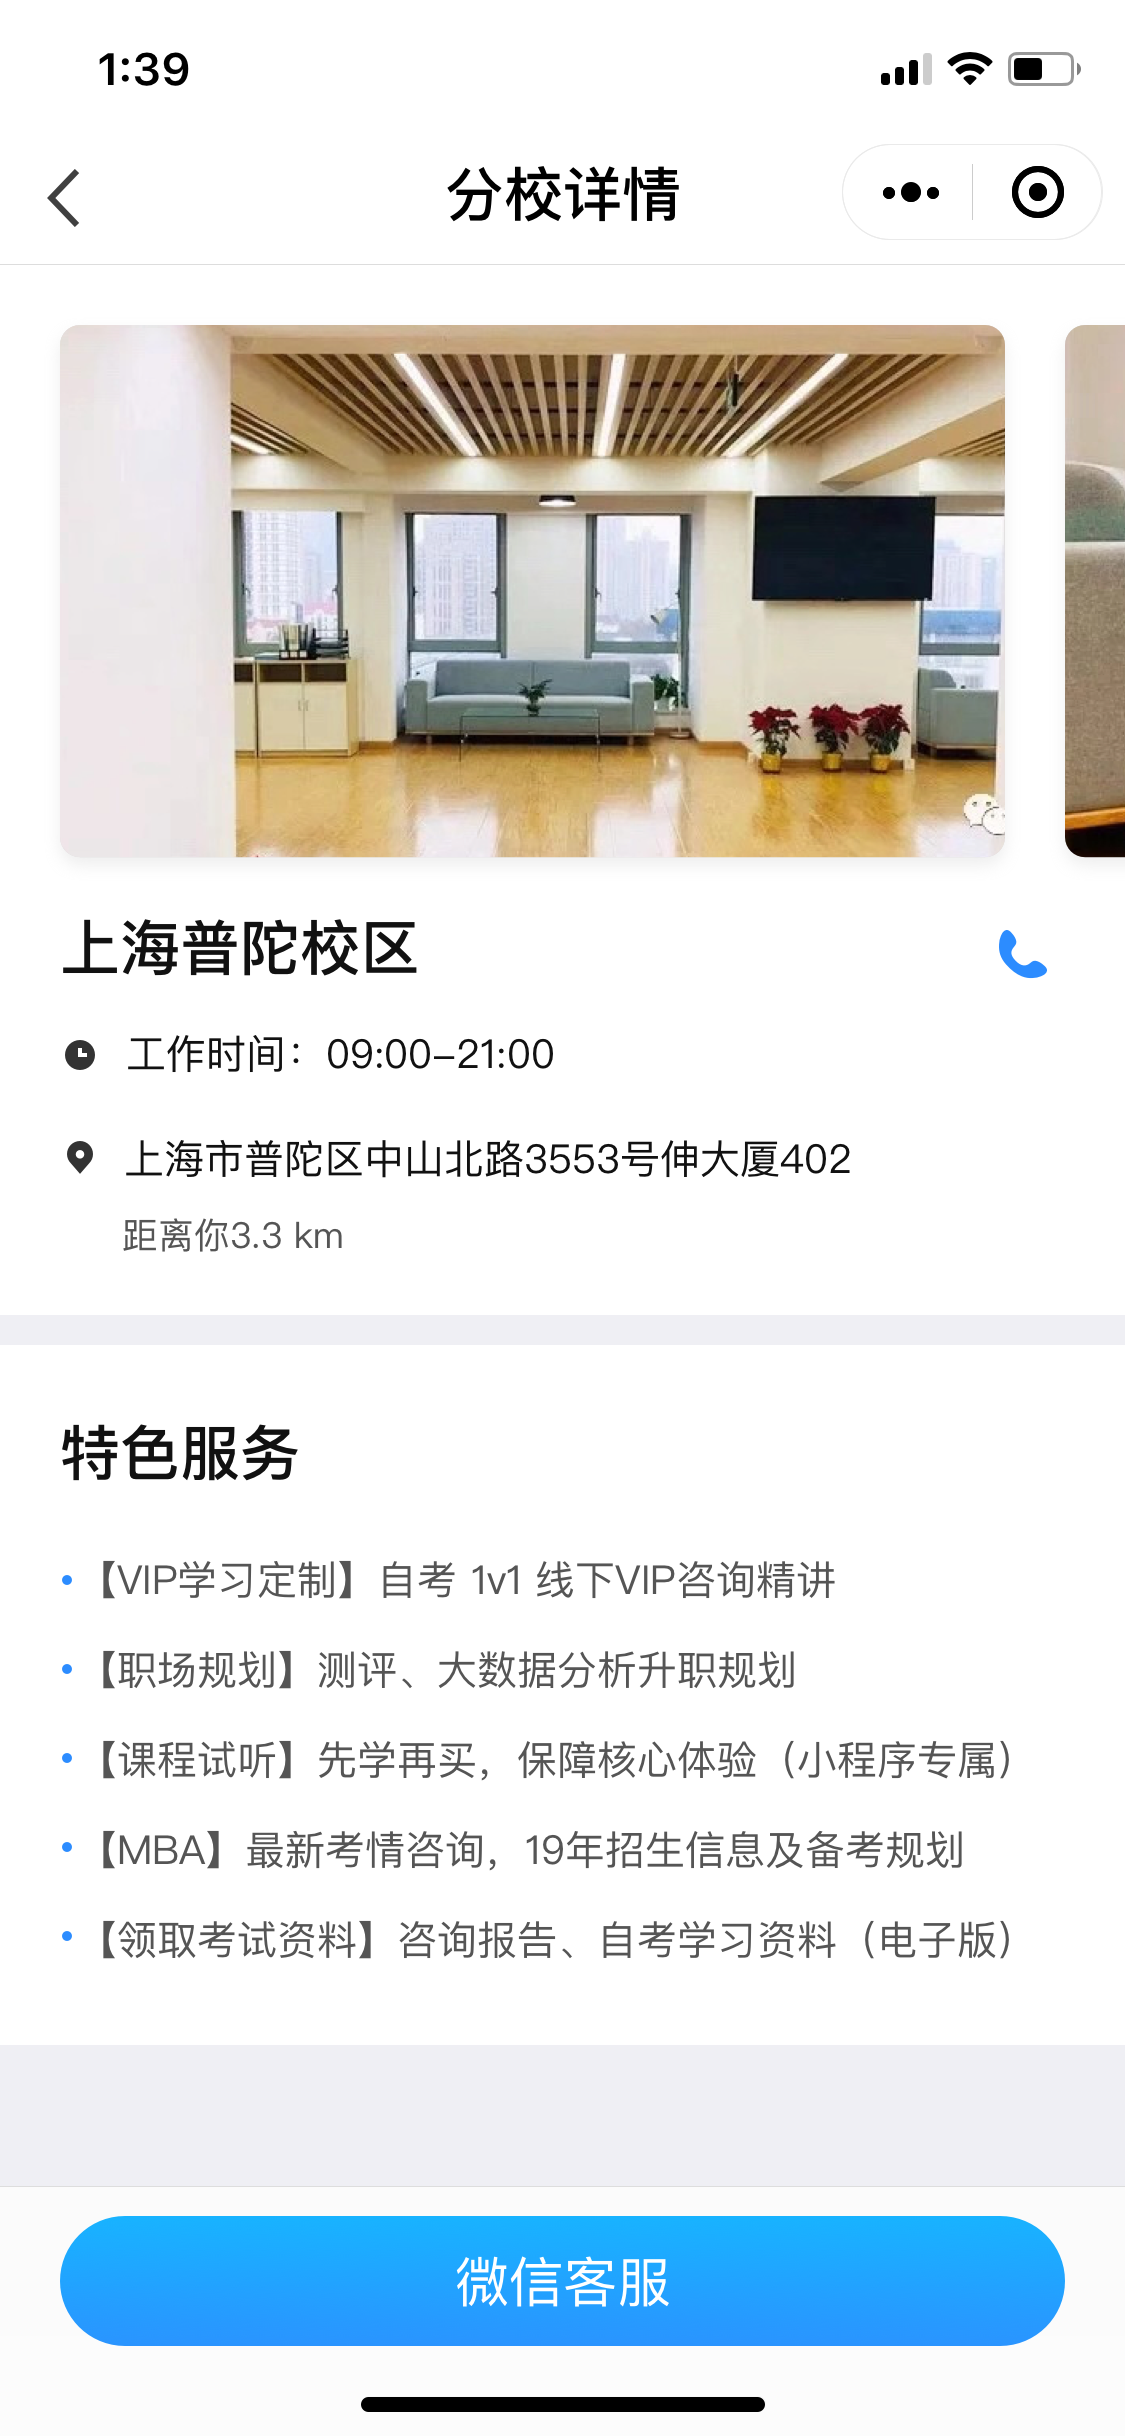 1:39
分校详情
上海普陀校区
工作时间：09:00-21:00
上海市普陀区中山北路3553号伸大厦402
距离你3.3 km
特色服务
【VIP学习定制】自考 1v1 线下VIP咨询精讲
【职场规划】测评、大数据分析升职规划
【课程试听】先学再买，保障核心体验（小程序专属）
【MBA】最新考情咨询，19年招生信息及备考规划
【领取考试资料】咨询报告、自考学习资料（电子版）
微信客服